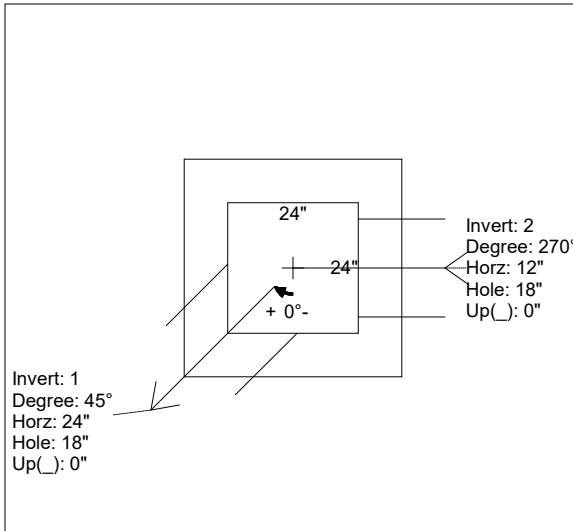 24"
24"
+ 0°-
Invert: 2
Degree: 270°
Horz: 12"
Hole: 18"
Up(_): 0"
Invert: 1
Degree: 45°
Horz: 24"
Hole: 18"
Up(_): 0"